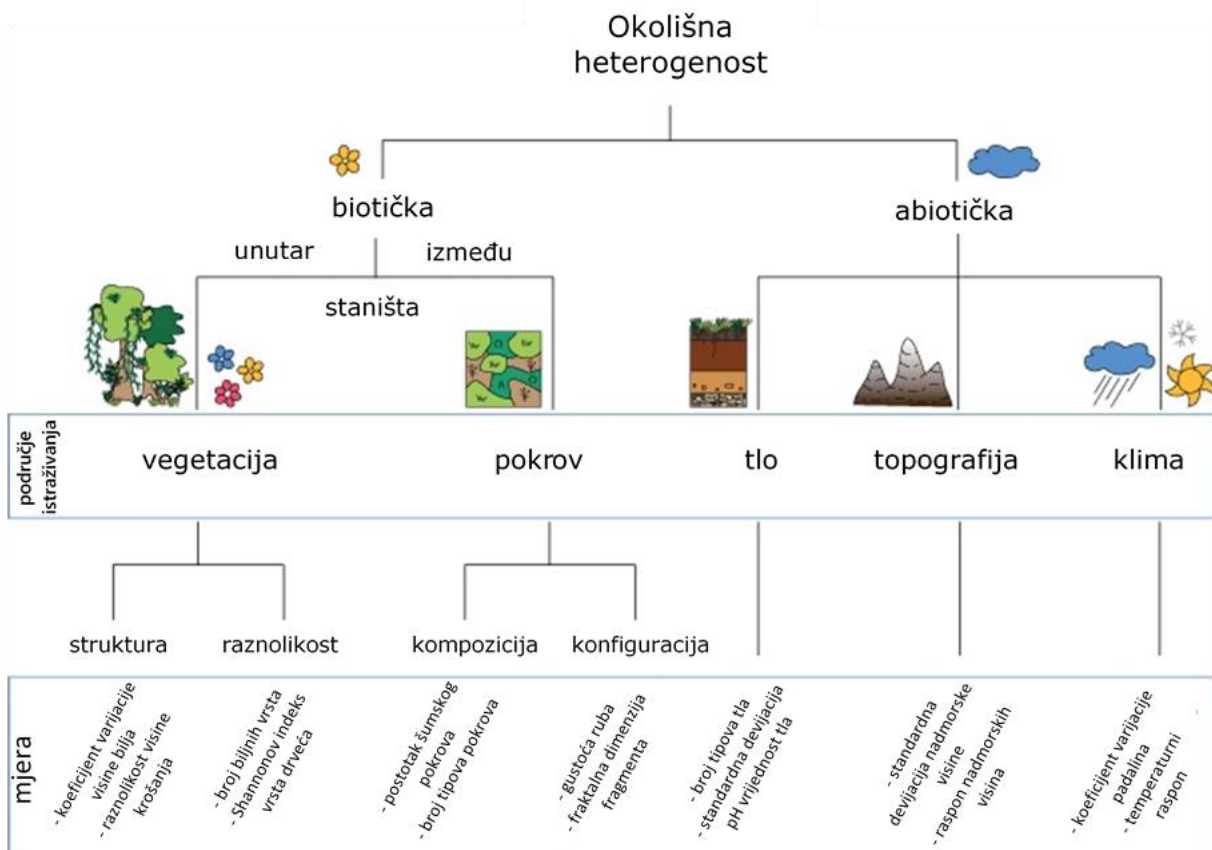 Okolišna
heterogenost
biotička
abiotička
unutar
između
staništa
područje
istraživanja
vegetacija
pokrov
tlo
topografija
klima
struktura
raznolikost
kompozicija
konfiguracija
mjera
- koeficijent varijacije
visine bilja
- raznolikost visine
krošanja
- broj biljnih vrsta
- Shannonov indeks
vrsta drveća
- postotak šumskog
pokrova
- broj tipova pokrova
- gustoća ruba
- fraktalna dimenzija
fragmenta
- broj tipova tla
- standardna devijacija
pH vrijednost tla
- standardna
devijacija nadmorske
visine
- raspon nadmorskih
visina
- koeficijent varijacije
padalina
- temperaturni
raspon